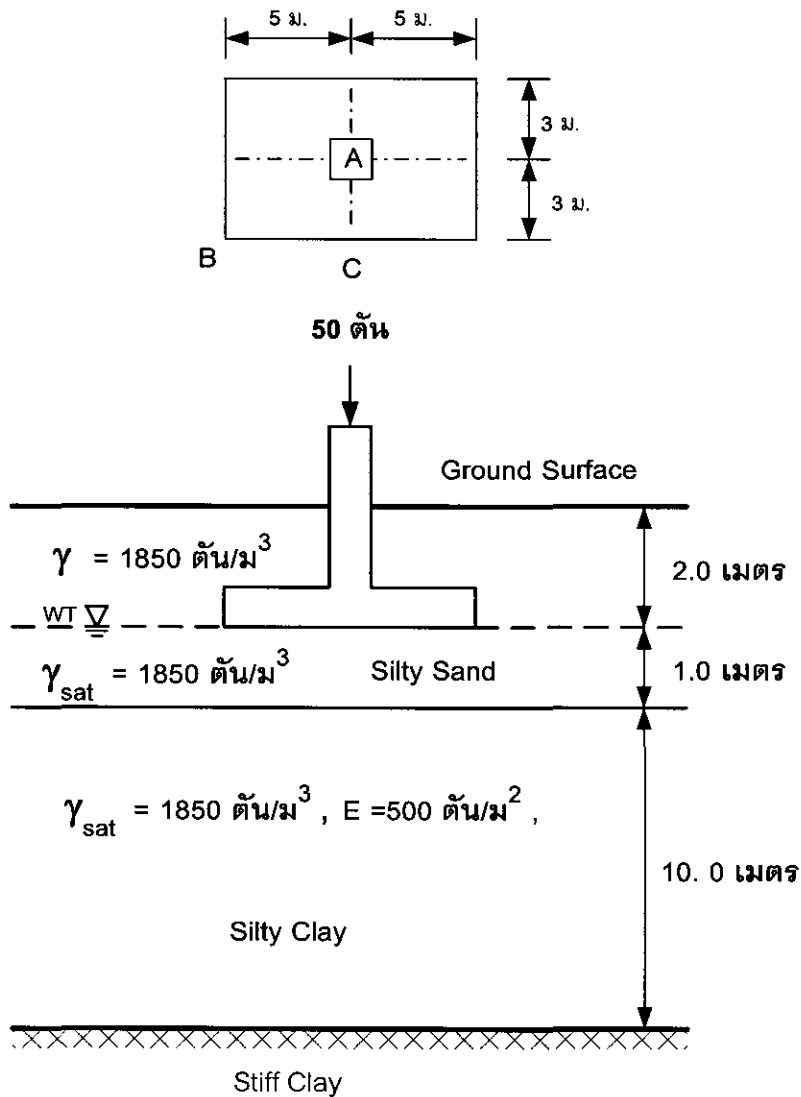 5 ม. 5 ม.
3 ม.
A
3 ม.
B
C
50 ตัน
Ground Surface
γ = 1850 ตัน/ม³
2.0 เมตร
WT
γsat = 1850 ตัน/ม³ Silty Sand 1.0 เมตร
γsat = 1850 ตัน/ม³ , E =500 ตัน/ม² ,
10. 0 เมตร
Silty Clay
Stiff Clay